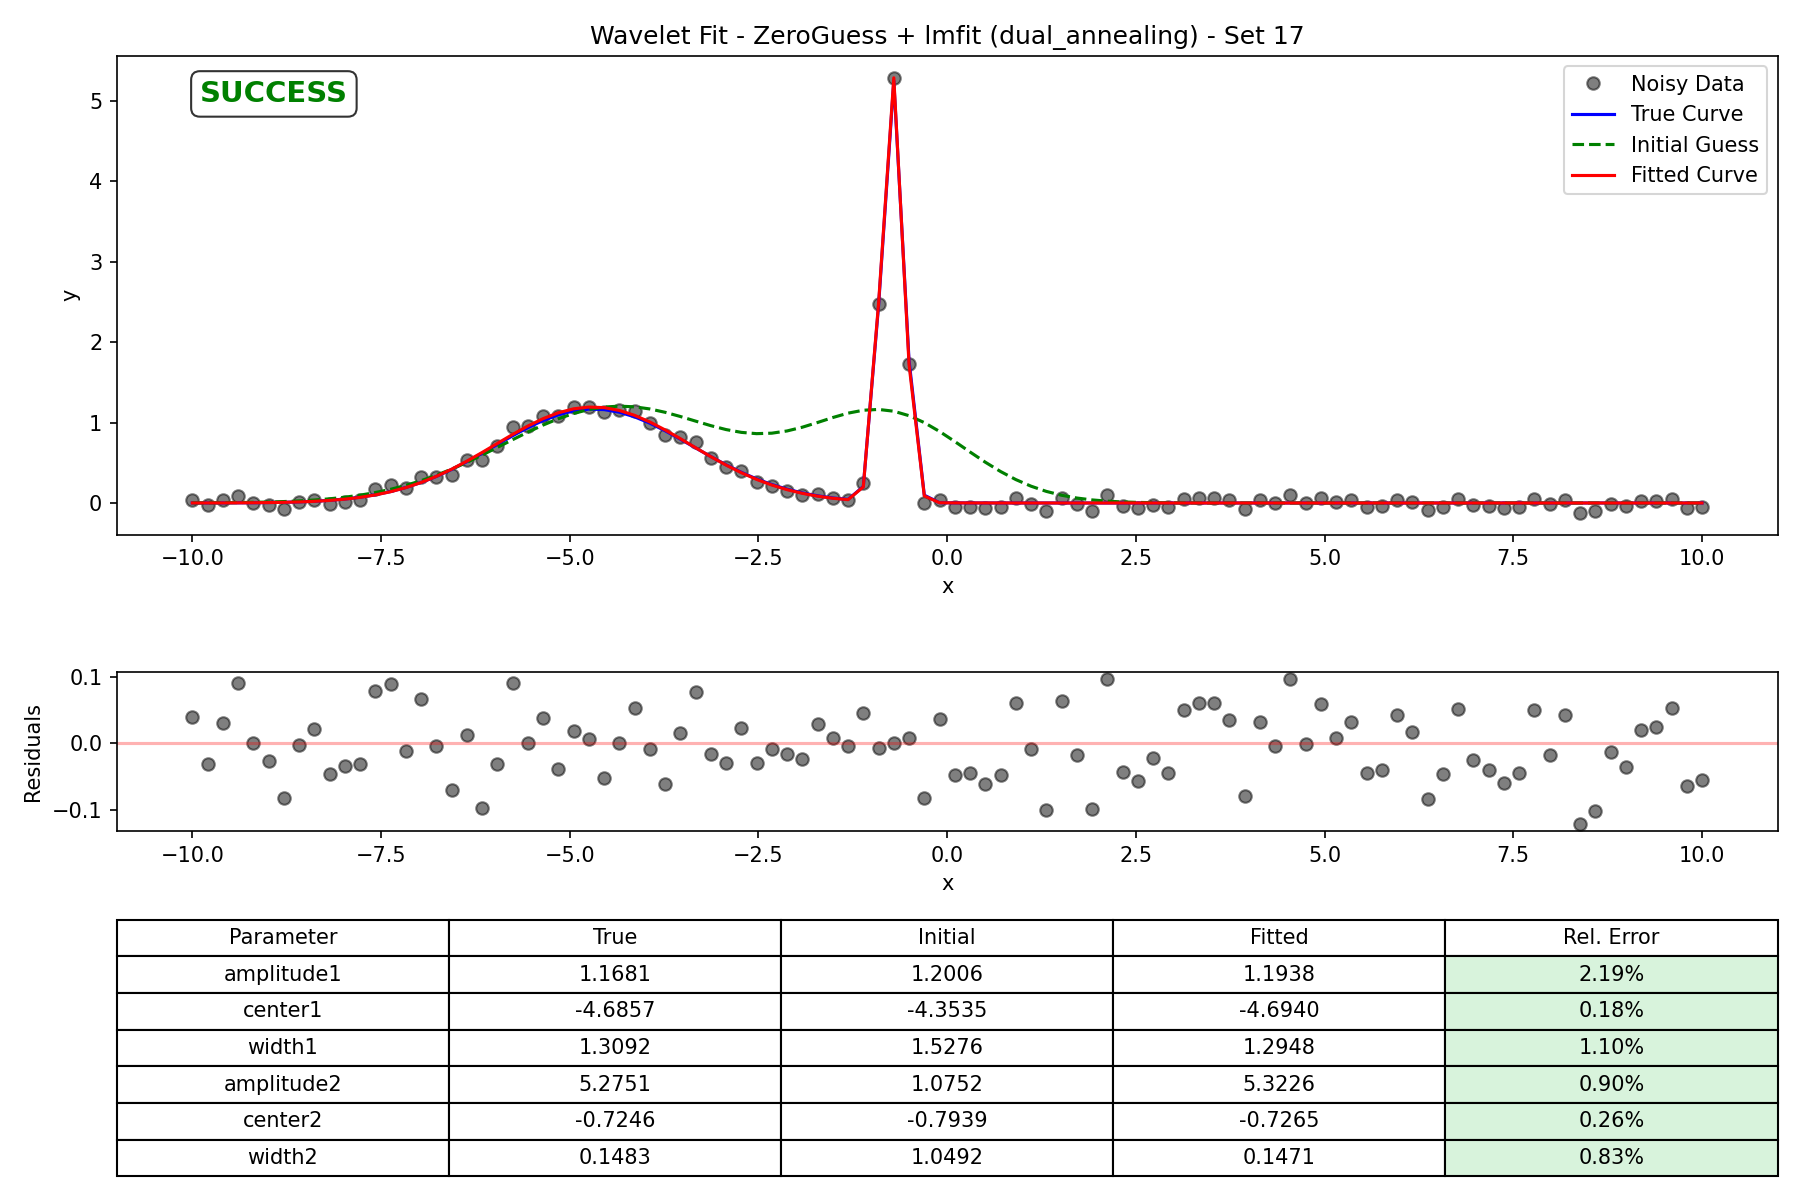 Wavelet Fit - ZeroGuess + lmfit (dual_annealing) - Set 17
SUCCESS
Noisy Data
True Curve
Initial Guess
Fitted Curve
y
5
4
3
2
1
0
−10.0 −7.5 −5.0 −2.5 0.0 2.5 5.0 7.5 10.0
x
Residuals
0.1
0.0
−0.1
−10.0 −7.5 −5.0 −2.5 0.0 2.5 5.0 7.5 10.0
x
Parameter True Initial Fitted Rel. Error
amplitude1 1.1681 1.2006 1.1938 2.19%
center1 -4.6857 -4.3535 -4.6940 0.18%
width1 1.3092 1.5276 1.2948 1.10%
amplitude2 5.2751 1.0752 5.3226 0.90%
center2 -0.7246 -0.7939 -0.7265 0.26%
width2 0.1483 1.0492 0.1471 0.83%